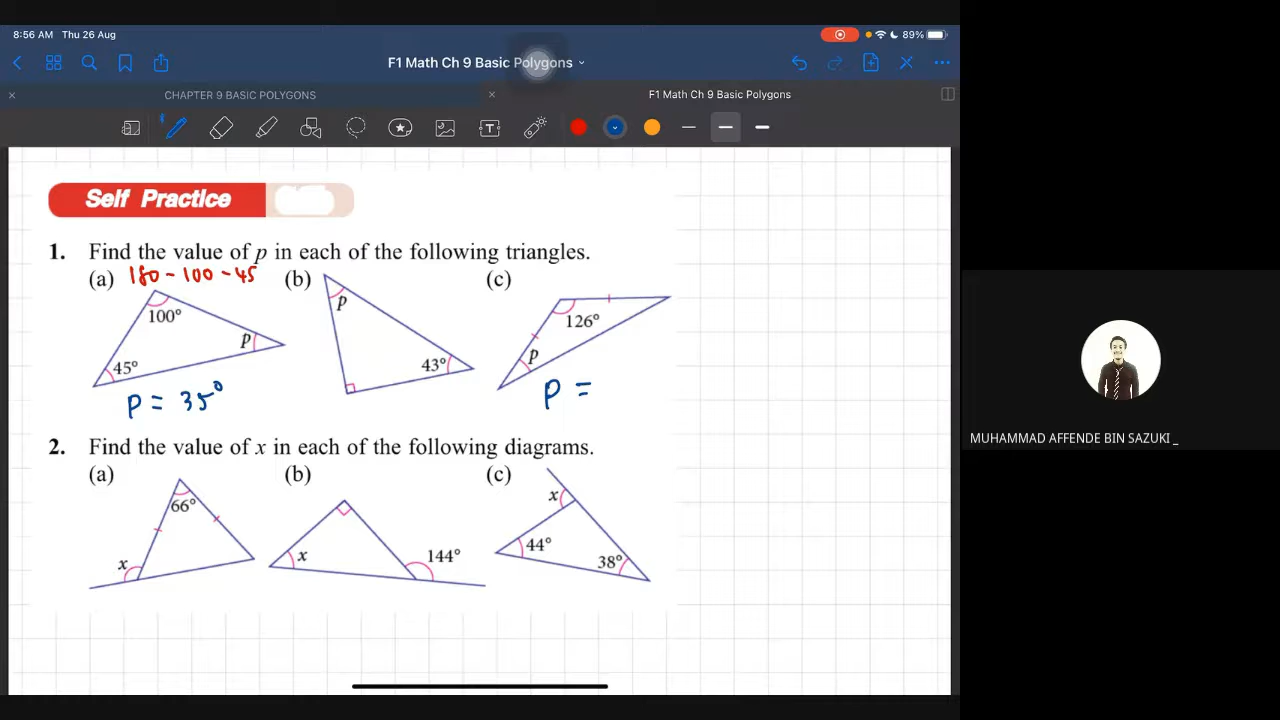 8:56 AM Thu 26 Aug
89%
F1 Math Ch 9 Basic Polygons
CHAPTER 9 BASIC POLYGONS
F1 Math Ch 9 Basic Polygons
Self Practice
1. Find the value of p in each of the following triangles.
(a) 180 - 100 - 45 (b) (c)
100° p 45°
p 43°
126° p
P = 35°
P =
2. Find the value of x in each of the following diagrams.
(a) (b) (c)
66° x
x 144°
x 44° 38°
MUHAMMAD AFFENDE BIN SAZUKI _